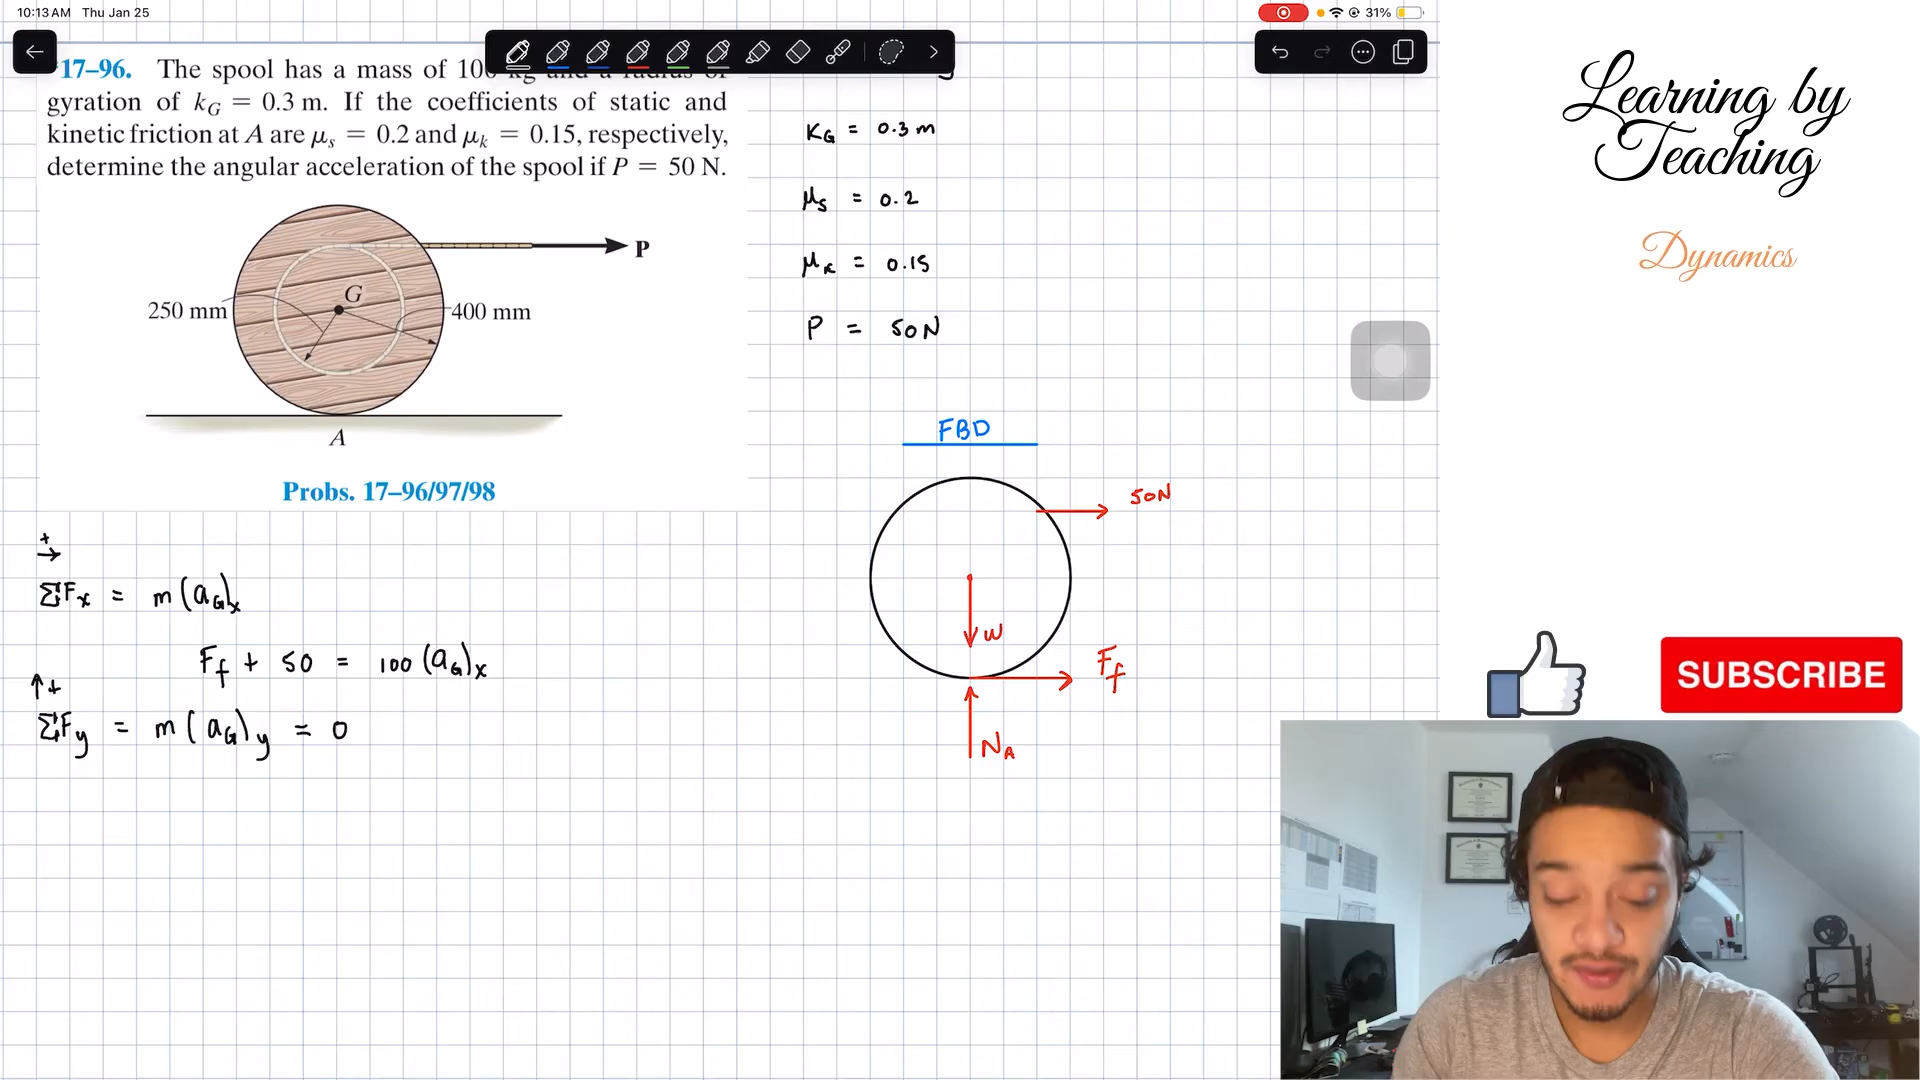 10:13 AM Thu Jan 25
31%
17–96. The spool has a mass of 100 kg and a radius of
gyration of kG = 0.3 m. If the coefficients of static and
kinetic friction at A are μs = 0.2 and μk = 0.15, respectively,
determine the angular acceleration of the spool if P = 50 N.
P
G
250 mm
400 mm
A
Probs. 17–96/97/98
KG = 0.3 m
μs = 0.2
μk = 0.15
P = 50N
FBD
50N
W
Ff
NA
+
→
ΣFx = m(aG)x
Ff + 50 = 100(aG)x
↑+
ΣFy = m(aG)y = 0
Learning by
Teaching
Dynamics
SUBSCRIBE